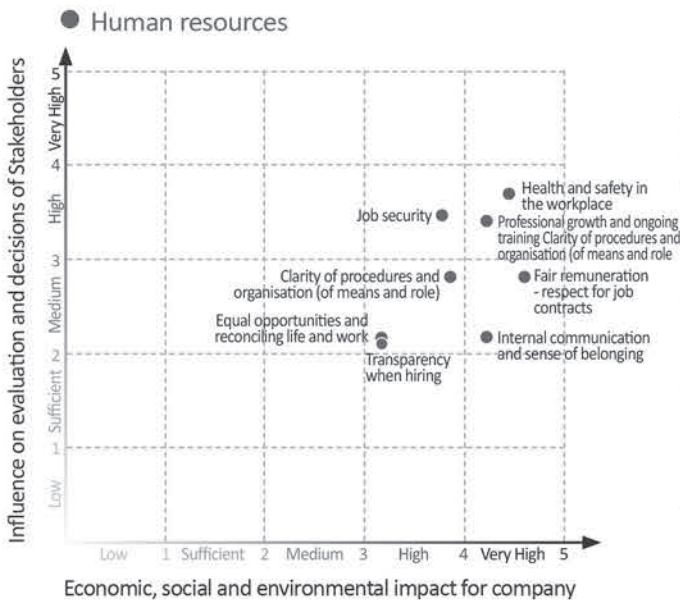 Human resources
Influence on evaluation and decisions of Stakeholders
5
Very High
4
High
3
Medium
2
Sufficient
1
Low
Health and safety in
the workplace
Job security
Professional growth and ongoing
training Clarity of procedures and
organisation (of means and role
Clarity of procedures and
organisation (of means and role)
Fair remuneration
- respect for job
contracts
Equal opportunities and
reconciling life and work
Transparency
when hiring
Internal communication
and sense of belonging
Low 1 Sufficient 2 Medium 3 High 4 Very High 5
Economic, social and environmental impact for company